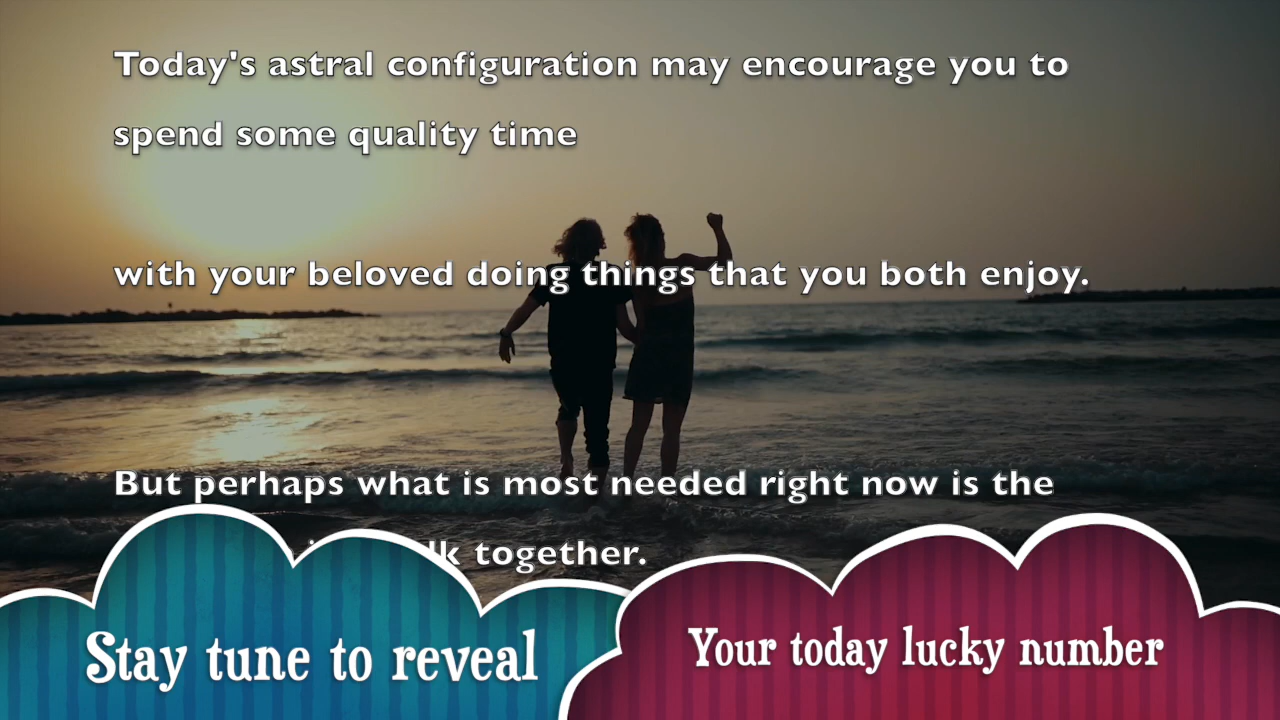 Today's astral configuration may encourage you to
spend some quality time
with your beloved doing things that you both enjoy.
But perhaps what is most needed right now is the
together.
Stay tune to reveal
Your today lucky number